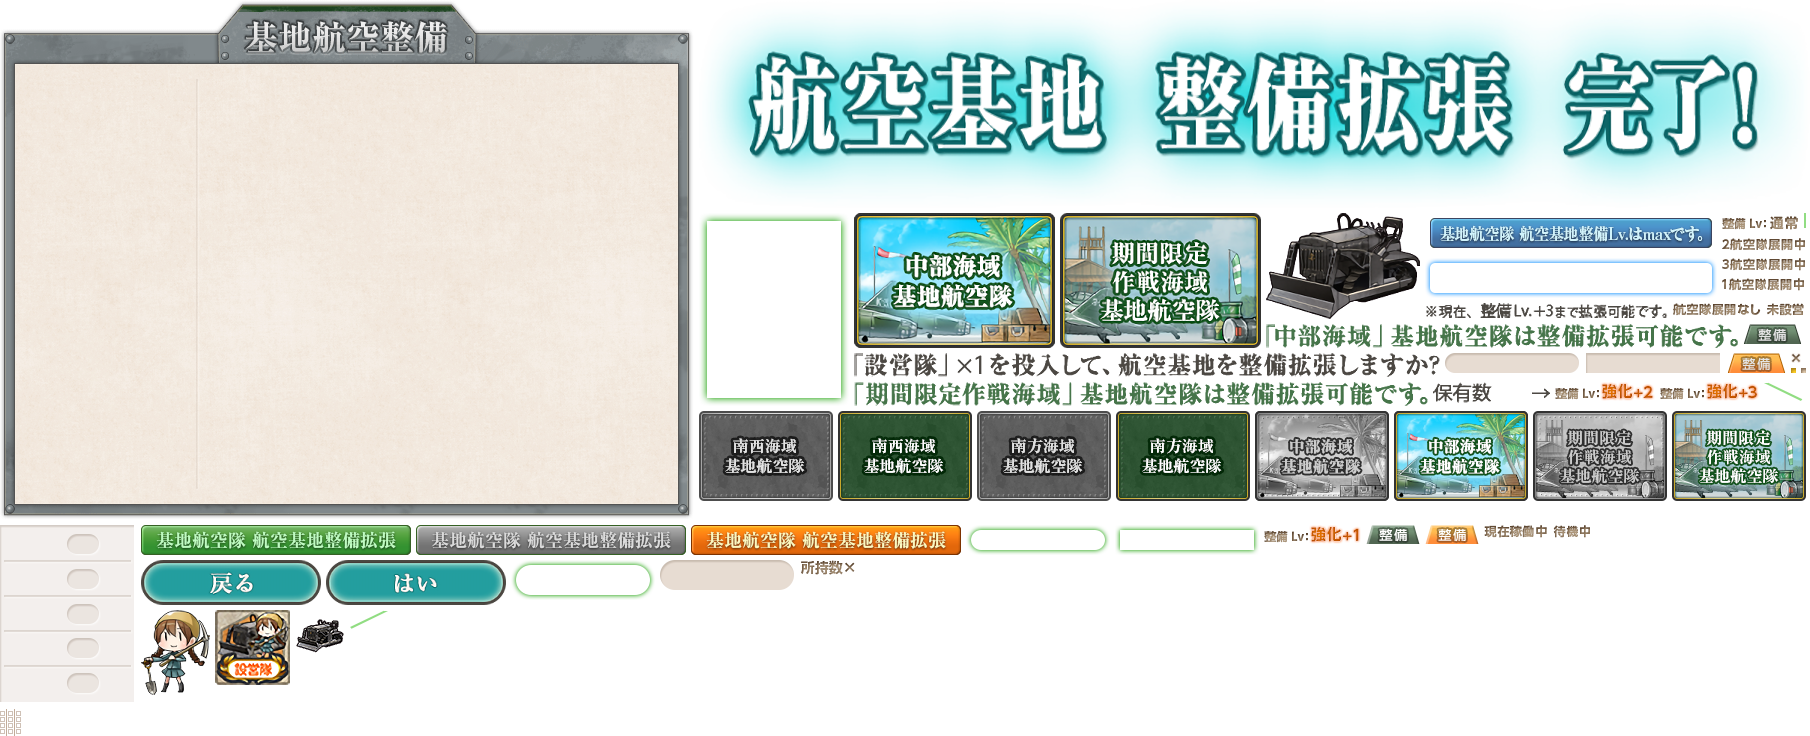 基地航空整備
航空基地 整備拡張 完了!
中部海域
基地航空隊
期間限定
作戦海域
基地航空隊
基地航空隊 航空基地整備Lv.はmaxです。
整備 Lv: 通常
2航空隊展開中
3航空隊展開中
1航空隊展開中
※現在、整備Lv.+3まで拡張可能です。
航空隊展開なし 未設営
「中部海域」基地航空隊は整備拡張可能です。
整備
「設営隊」×1を投入して、航空基地を整備拡張しますか?
整備
×
「期間限定作戦海域」基地航空隊は整備拡張可能です。
保有数
→
整備 Lv: 強化+2
整備 Lv: 強化+3
南西海域
基地航空隊
南西海域
基地航空隊
南方海域
基地航空隊
南方海域
基地航空隊
中部海域
基地航空隊
中部海域
基地航空隊
期間限定
作戦海域
基地航空隊
期間限定
作戦海域
基地航空隊
基地航空隊 航空基地整備拡張
基地航空隊 航空基地整備拡張
基地航空隊 航空基地整備拡張
整備 Lv: 強化+1
整備
整備
現在稼働中 待機中
戻る
はい
所持数×
設営隊